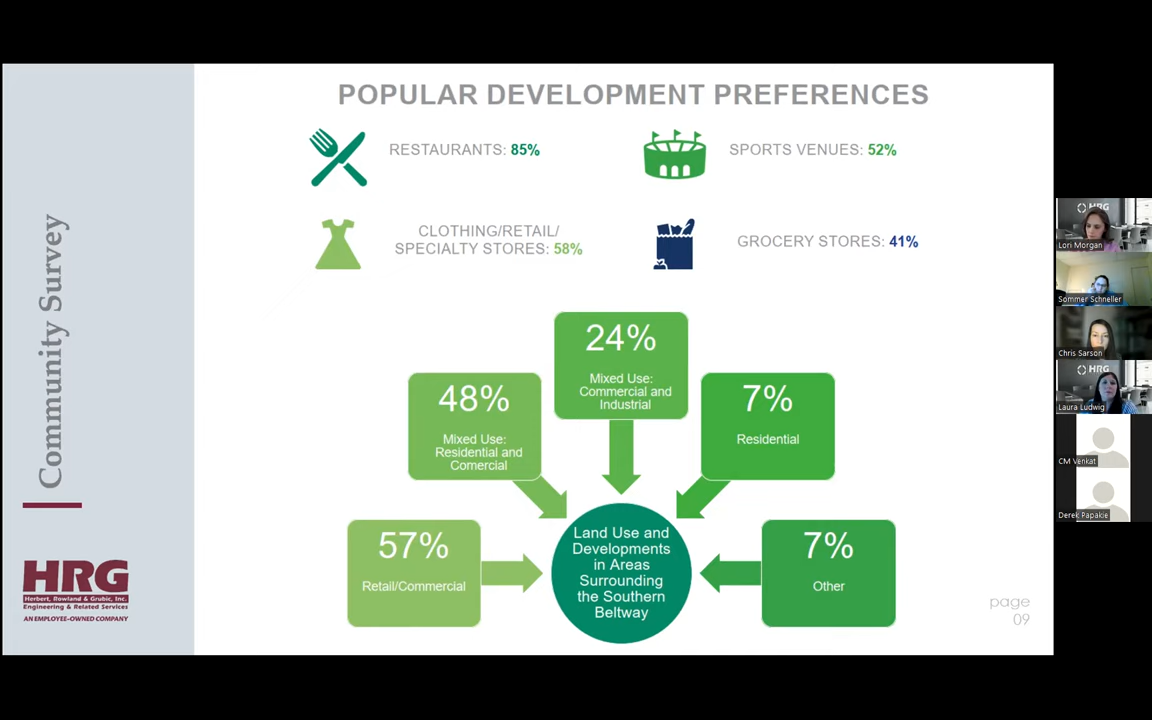 POPULAR DEVELOPMENT PREFERENCES
RESTAURANTS: 85%
SPORTS VENUES: 52%
CLOTHING/RETAIL/
SPECIALTY STORES: 58%
GROCERY STORES: 41%
24%
Mixed Use:
Commercial and
Industrial
48%
Mixed Use:
Residential and
Comercial
7%
Residential
57%
Retail/Commercial
Land Use and
Developments
in Areas
Surrounding
the Southern
Beltway
7%
Other
page
09
Community Survey
HRG
Herbert, Rowland & Grubic, Inc.
Engineering & Related Services
AN EMPLOYEE-OWNED COMPANY
HRG
Lori Morgan
Sommer Schneller
Chris Sarson
HRG
Laura Ludwig
CM Venkat
Derek Papakie